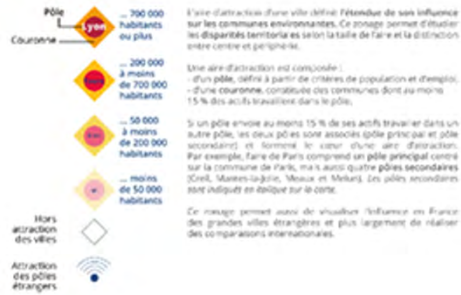 Pôle
Couronne
Lyon
... 700 000
habitants
ou plus
... 200 000
à moins
de 700 000
habitants
... 50 000
à moins
de 200 000
habitants
... moins
de 50 000
habitants
Hors
attraction
des villes
Attraction
des pôles
étrangers
L'aire d'attraction d'une ville définit l'étendue de son influence
sur les communes environnantes. Ce zonage permet d'étudier
les disparités territoriales selon la taille de l'aire et la distinction
entre centre et périphérie.
Une aire d'attraction est composée :
- d'un pôle, défini à partir de critères de population et d'emploi,
- d'une couronne, constituée des communes dont au moins
15 % des actifs travaillent dans le pôle.
Si un pôle envoie au moins 15 % de ses actifs travailler dans un
autre pôle, les deux pôles sont associés (pôle principal et pôle
secondaire) et forment le cœur d'une aire d'attraction.
Par exemple, l'aire de Paris comprend un pôle principal centré
sur la commune de Paris, mais aussi quatre pôles secondaires
(Creil, Mantes-la-Jolie, Meaux et Melun). Les pôles secondaires
sont indiqués en italique sur la carte.
Ce zonage permet aussi de visualiser l'influence en France
des grandes villes étrangères et plus largement de réaliser
des comparaisons internationales.